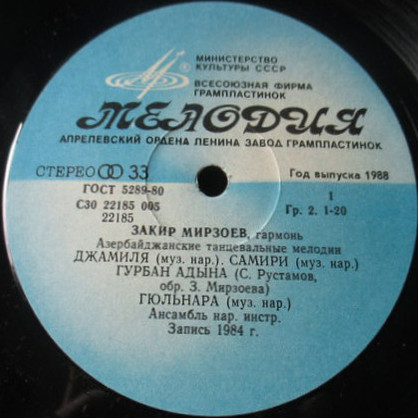 МИНИСТЕРСТВО
КУЛЬТУРЫ СССР
ВСЕСОЮЗНАЯ ФИРМА
ГРАМПЛАСТИНОК
МЕЛОДИЯ
АПРЕЛЕВСКИЙ ОРДЕНА ЛЕНИНА ЗАВОД ГРАМПЛАСТИНОК
СТЕРЕО 33
Год выпуска 1988
ГОСТ 5289-80
С30 22185 005
22185
1
Гр. 2. 1-20
ЗАКИР МИРЗОЕВ, гармонь
Азербайджанские танцевальные мелодии
ДЖАМИЛЯ (муз. нар.). САМИРИ (муз. нар.)
ГУРБАН АДЫНА (С. Рустамов,
обр. З. Мирзоева)
ГЮЛЬНАРА (муз. нар.)
Ансамбль нар. инстр.
Запись 1984 г.